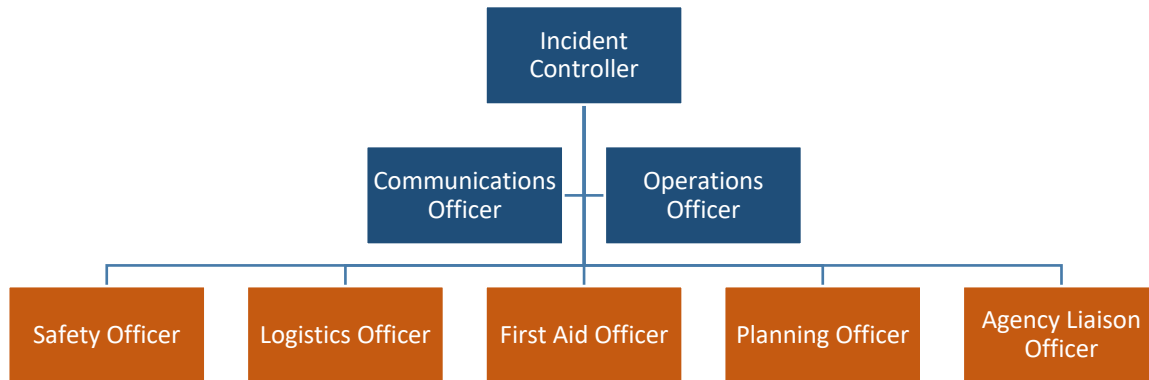 Incident
Controller
Communications
Officer
Operations
Officer
Safety Officer
Logistics Officer
First Aid Officer
Planning Officer
Agency Liaison
Officer